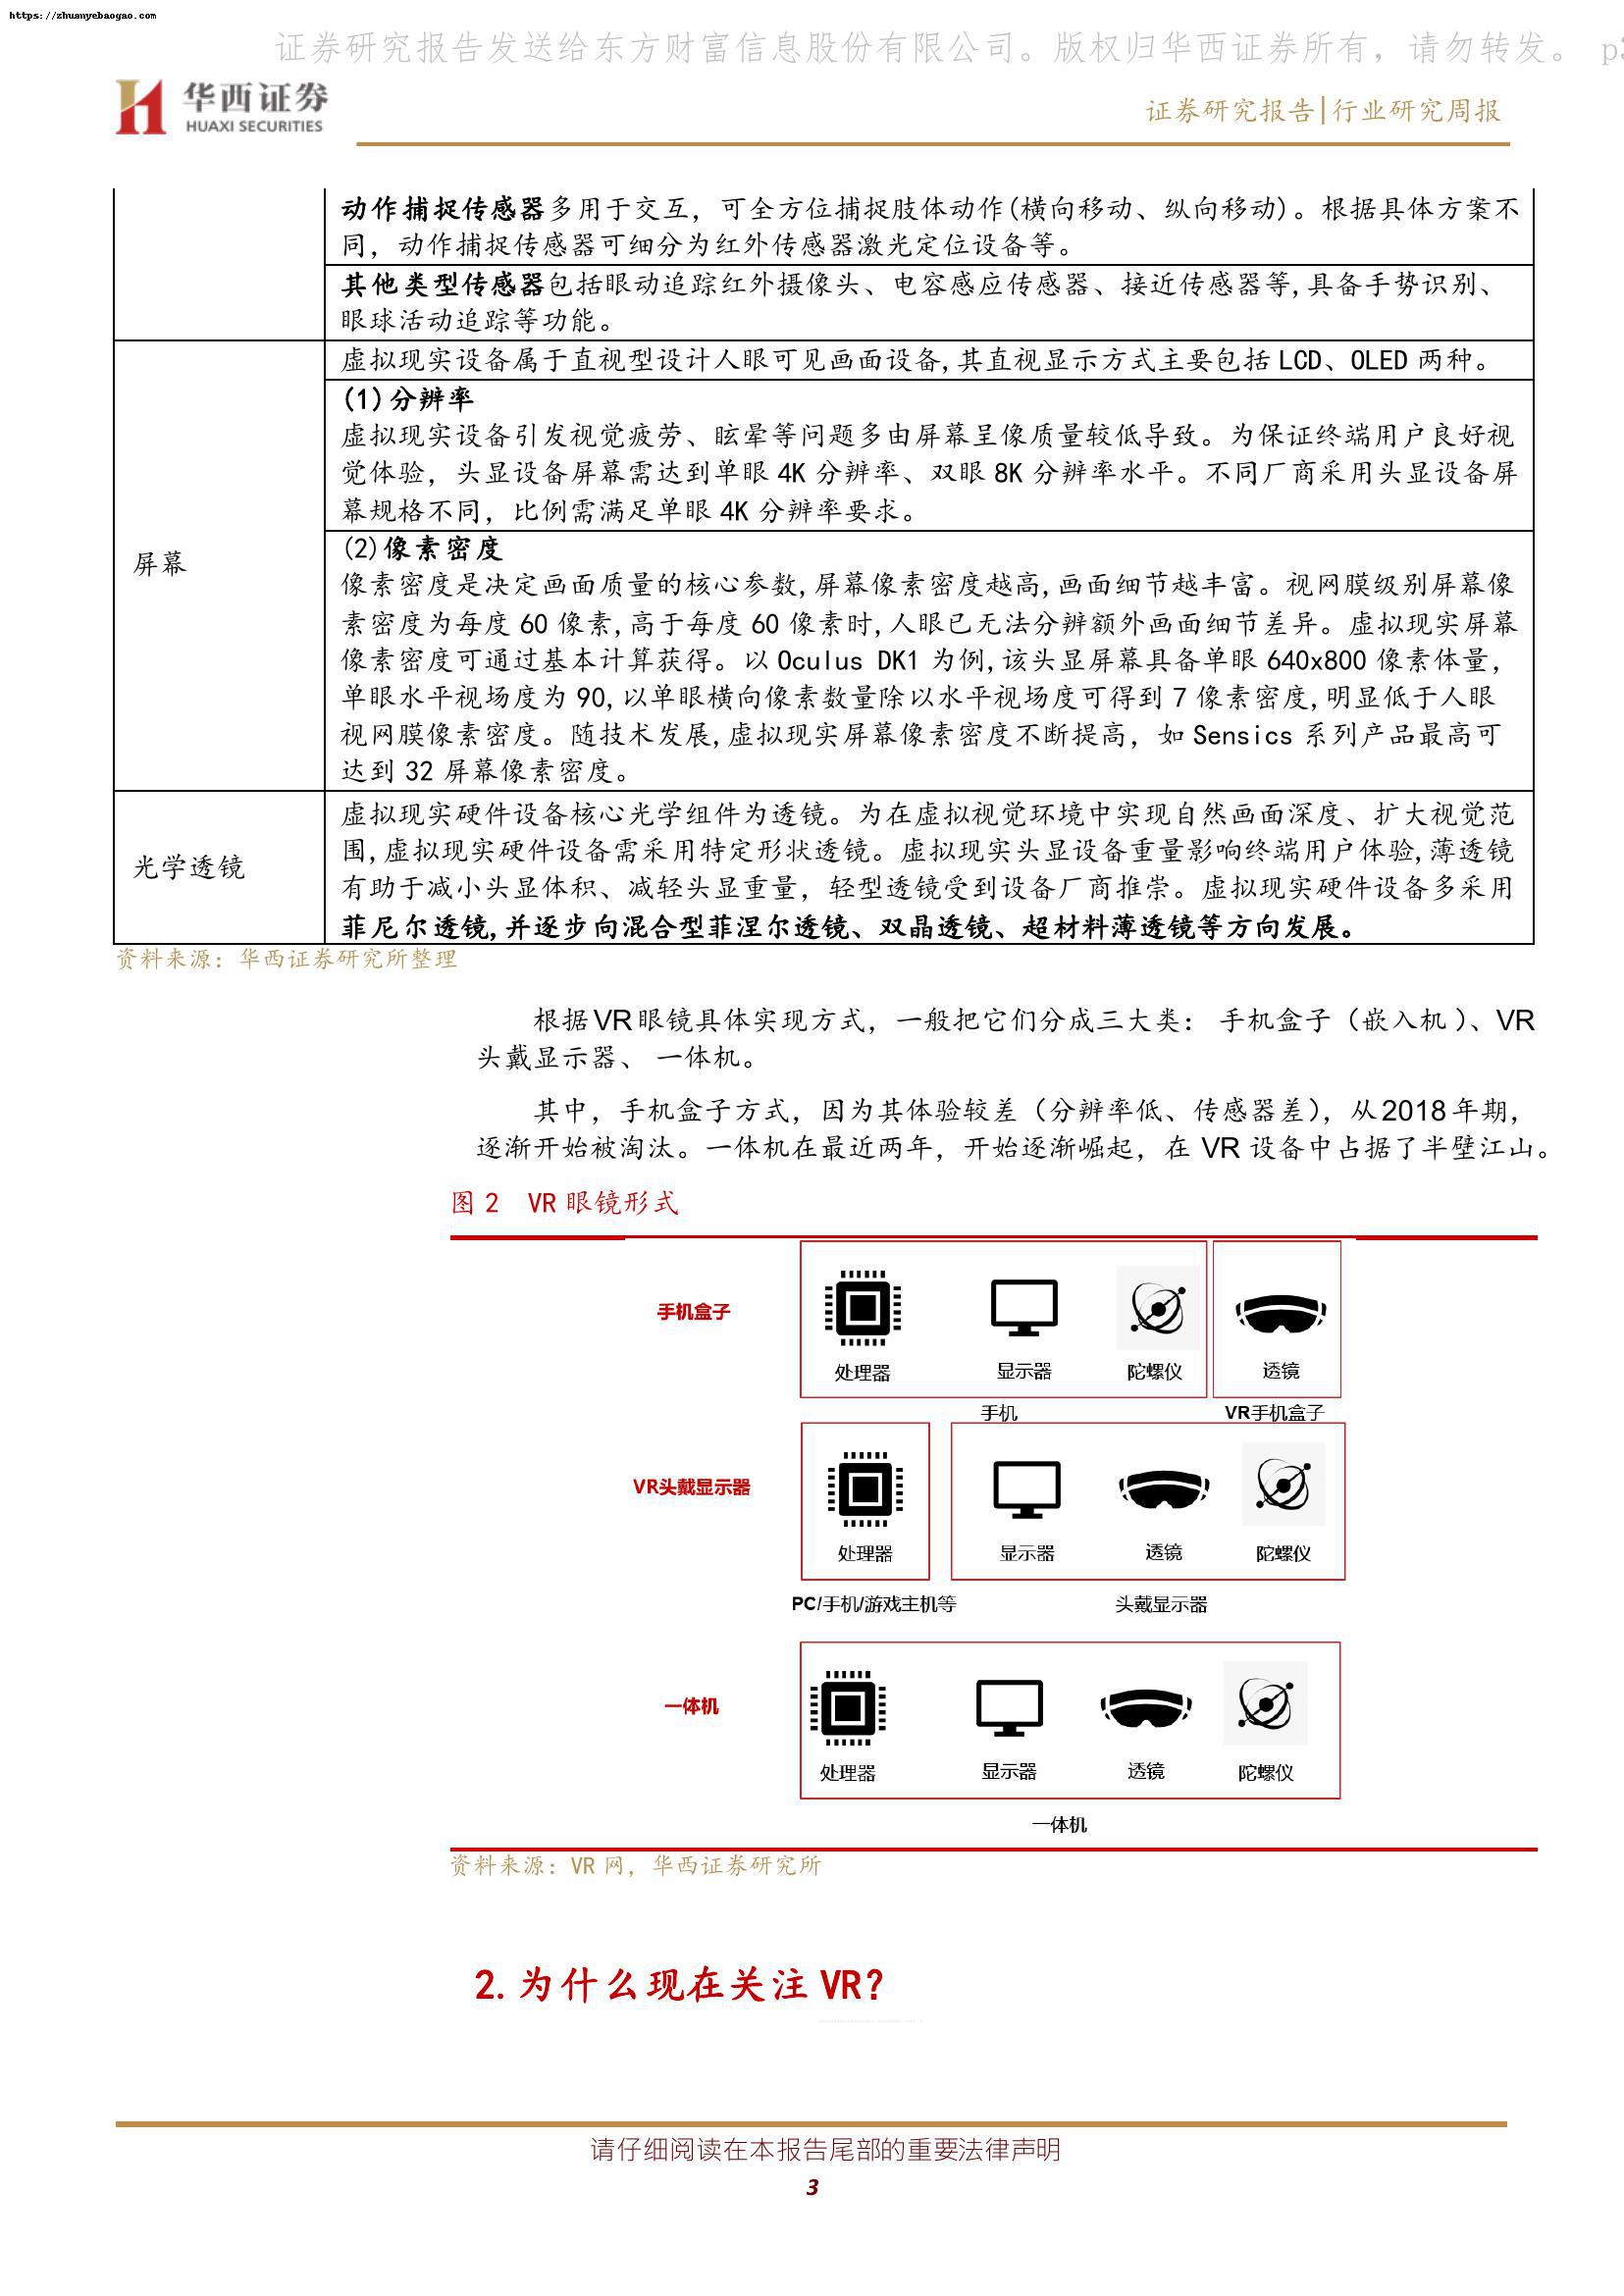 https://zhuanyebaogao.com
证券研究报告发送给东方财富信息股份有限公司。版权归华西证券所有，请勿转发。 p3
华西证券
HUAXI SECURITIES
证券研究报告|行业研究周报
动作捕捉传感器多用于交互，可全方位捕捉肢体动作(横向移动、纵向移动)。根据具体方案不
同，动作捕捉传感器可细分为红外传感器激光定位设备等。
其他类型传感器包括眼动追踪红外摄像头、电容感应传感器、接近传感器等,具备手势识别、
眼球活动追踪等功能。
屏幕
虚拟现实设备属于直视型设计人眼可见画面设备,其直视显示方式主要包括 LCD、OLED 两种。
(1)分辨率
虚拟现实设备引发视觉疲劳、眩晕等问题多由屏幕呈像质量较低导致。为保证终端用户良好视
觉体验，头显设备屏幕需达到单眼 4K 分辨率、双眼 8K 分辨率水平。不同厂商采用头显设备屏
幕规格不同，比例需满足单眼 4K 分辨率要求。
(2)像素密度
像素密度是决定画面质量的核心参数,屏幕像素密度越高,画面细节越丰富。视网膜级别屏幕像
素密度为每度 60 像素,高于每度 60 像素时,人眼已无法分辨额外画面细节差异。虚拟现实屏幕
像素密度可通过基本计算获得。以 Oculus DK1 为例,该头显屏幕具备单眼 640x800 像素体量，
单眼水平视场度为 90,以单眼横向像素数量除以水平视场度可得到 7 像素密度,明显低于人眼
视网膜像素密度。随技术发展,虚拟现实屏幕像素密度不断提高，如 Sensics 系列产品最高可
达到 32 屏幕像素密度。
光学透镜
虚拟现实硬件设备核心光学组件为透镜。为在虚拟视觉环境中实现自然画面深度、扩大视觉范
围,虚拟现实硬件设备需采用特定形状透镜。虚拟现实头显设备重量影响终端用户体验,薄透镜
有助于减小头显体积、减轻头显重量，轻型透镜受到设备厂商推崇。虚拟现实硬件设备多采用
菲尼尔透镜,并逐步向混合型菲涅尔透镜、双晶透镜、超材料薄透镜等方向发展。
资料来源：华西证券研究所整理
根据 VR 眼镜具体实现方式，一般把它们分成三大类： 手机盒子（嵌入机）、VR
头戴显示器、 一体机。
其中，手机盒子方式，因为其体验较差（分辨率低、传感器差），从 2018 年期，
逐渐开始被淘汰。一体机在最近两年，开始逐渐崛起，在 VR 设备中占据了半壁江山。
图 2 VR 眼镜形式
手机盒子
处理器 显示器 陀螺仪 透镜
手机 VR手机盒子
VR头戴显示器
处理器 显示器 透镜 陀螺仪
PC/手机/游戏主机等 头戴显示器
一体机
处理器 显示器 透镜 陀螺仪
一体机
资料来源：VR 网，华西证券研究所
2.为什么现在关注 VR?
请仔细阅读在本报告尾部的重要法律声明
3